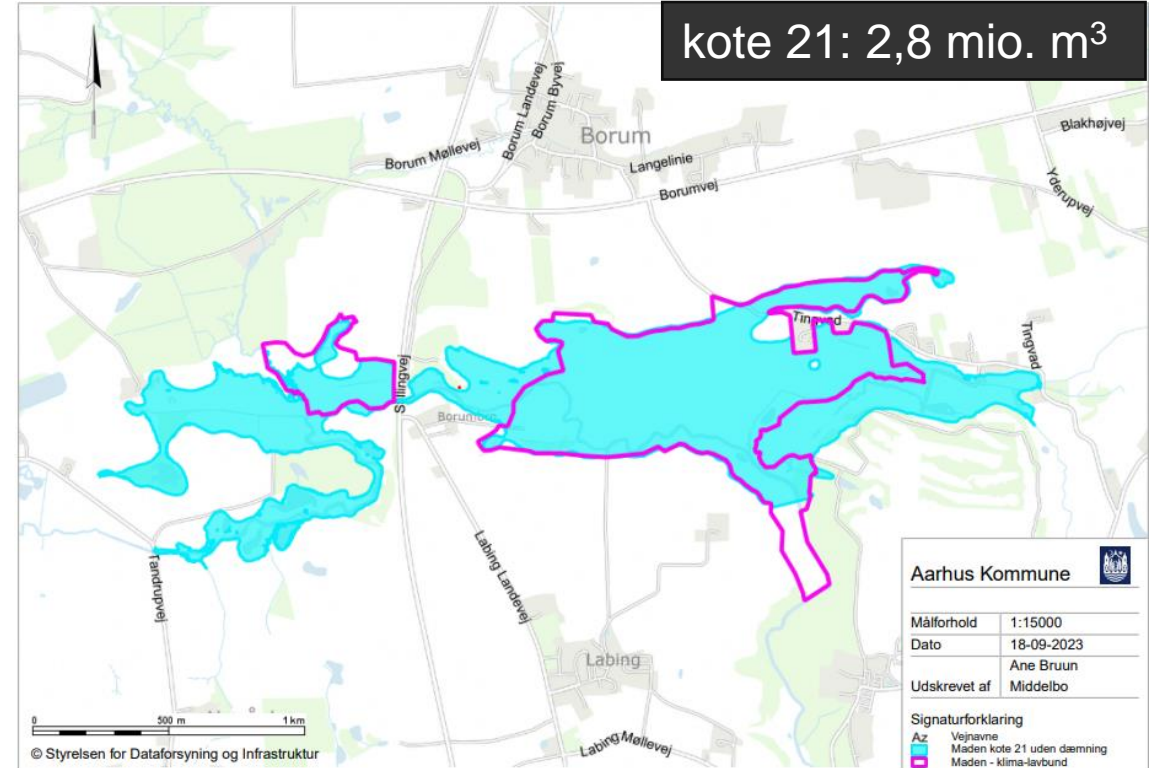 kote 21: 2,8 mio. m³
Borum Landevej
Borum Byvej
Borum
Borum Møllevej
Langelinie
Borumvej
Blakhøjvej
Yderupvej
Tingvad
Tingvad
Labing Landevej
Tandrupvej
Labing
Labing Møllevej
0 500 m 1 km
© Styrelsen for Dataforsyning og Infrastruktur
Aarhus Kommune
Målforhold 1:15000
Dato 18-09-2023
Udskrevet af Ane Bruun
Middelbo
Signaturforklaring
Az Vejnavne
Maden kote 21 uden dæmning
Maden - klima-lavbund